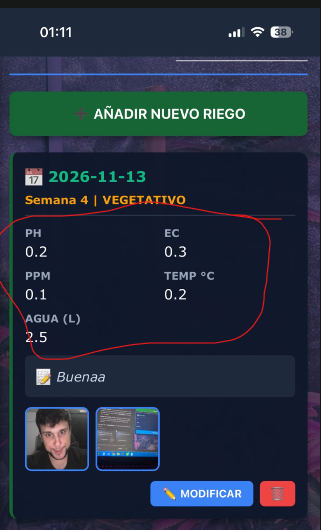 01:11
38
AÑADIR NUEVO RIEGO
2026-11-13
Semana 4 | VEGETATIVO
PH EC
0.2 0.3
PPM TEMP ºC
0.1 0.2
AGUA (L)
2.5
Buenaa
MODIFICAR